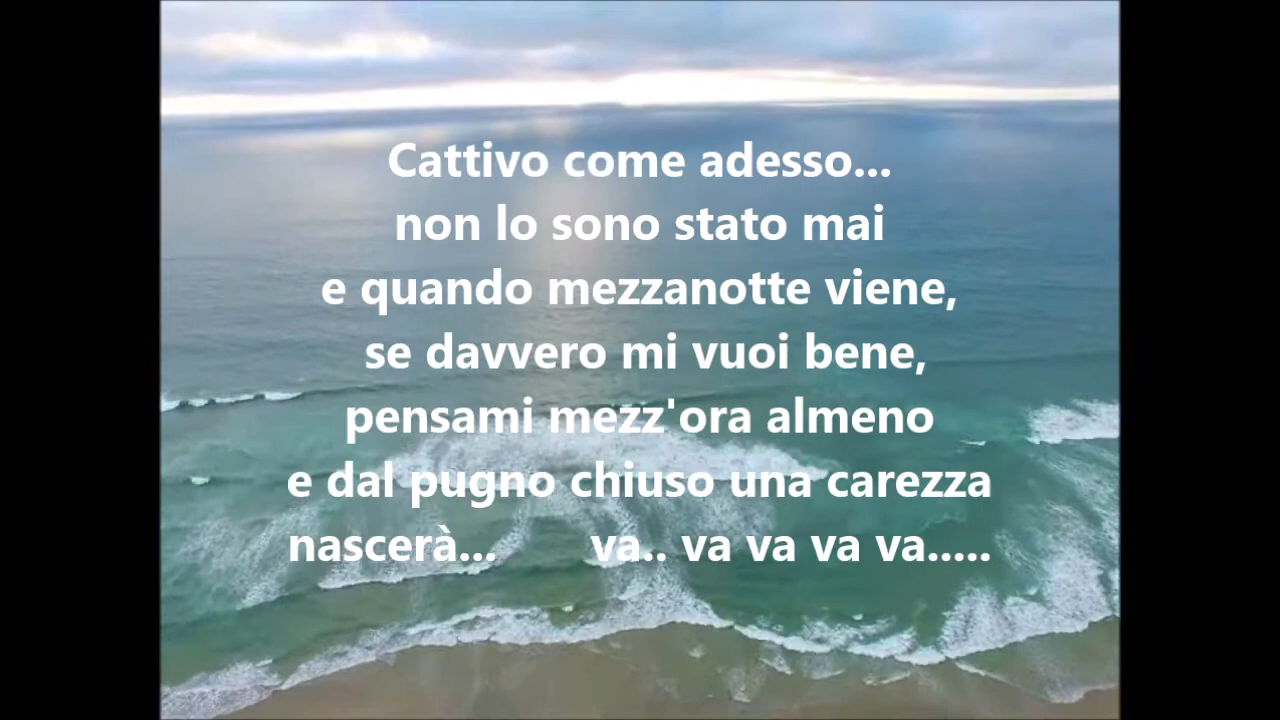 Cattivo come adesso...
non lo sono stato mai
e quando mezzanotte viene,
se davvero mi vuoi bene,
pensami mezz'ora almeno
e dal pugno chiuso una carezza
nascerà... va.. va va va va.....